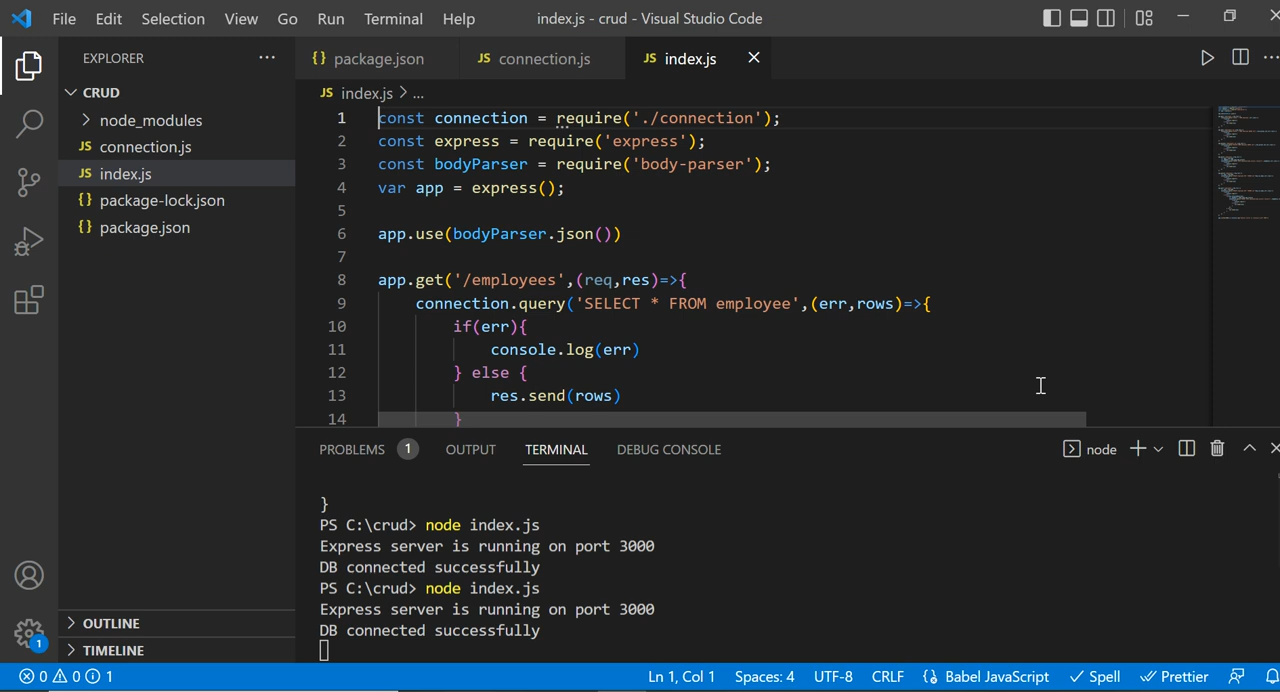 File Edit Selection View Go Run Terminal Help index.js - crud - Visual Studio Code
EXPLORER
CRUD
node_modules
JS connection.js
JS index.js
{} package-lock.json
{} package.json
OUTLINE
TIMELINE
1
{} package.json JS connection.js JS index.js
JS index.js > ...
1 const connection = require('./connection');
2 const express = require('express');
3 const bodyParser = require('body-parser');
4 var app = express();
5
6 app.use(bodyParser.json())
7
8 app.get('/employees',(req,res)=>{
9 connection.query('SELECT * FROM employee',(err,rows)=>{
10 if(err){
11 console.log(err)
12 } else {
13 res.send(rows)
14 }
PROBLEMS 1 OUTPUT TERMINAL DEBUG CONSOLE node
}
PS C:\crud> node index.js
Express server is running on port 3000
DB connected successfully
PS C:\crud> node index.js
Express server is running on port 3000
DB connected successfully
0 0 1 Ln 1, Col 1 Spaces: 4 UTF-8 CRLF {} Babel JavaScript Spell Prettier